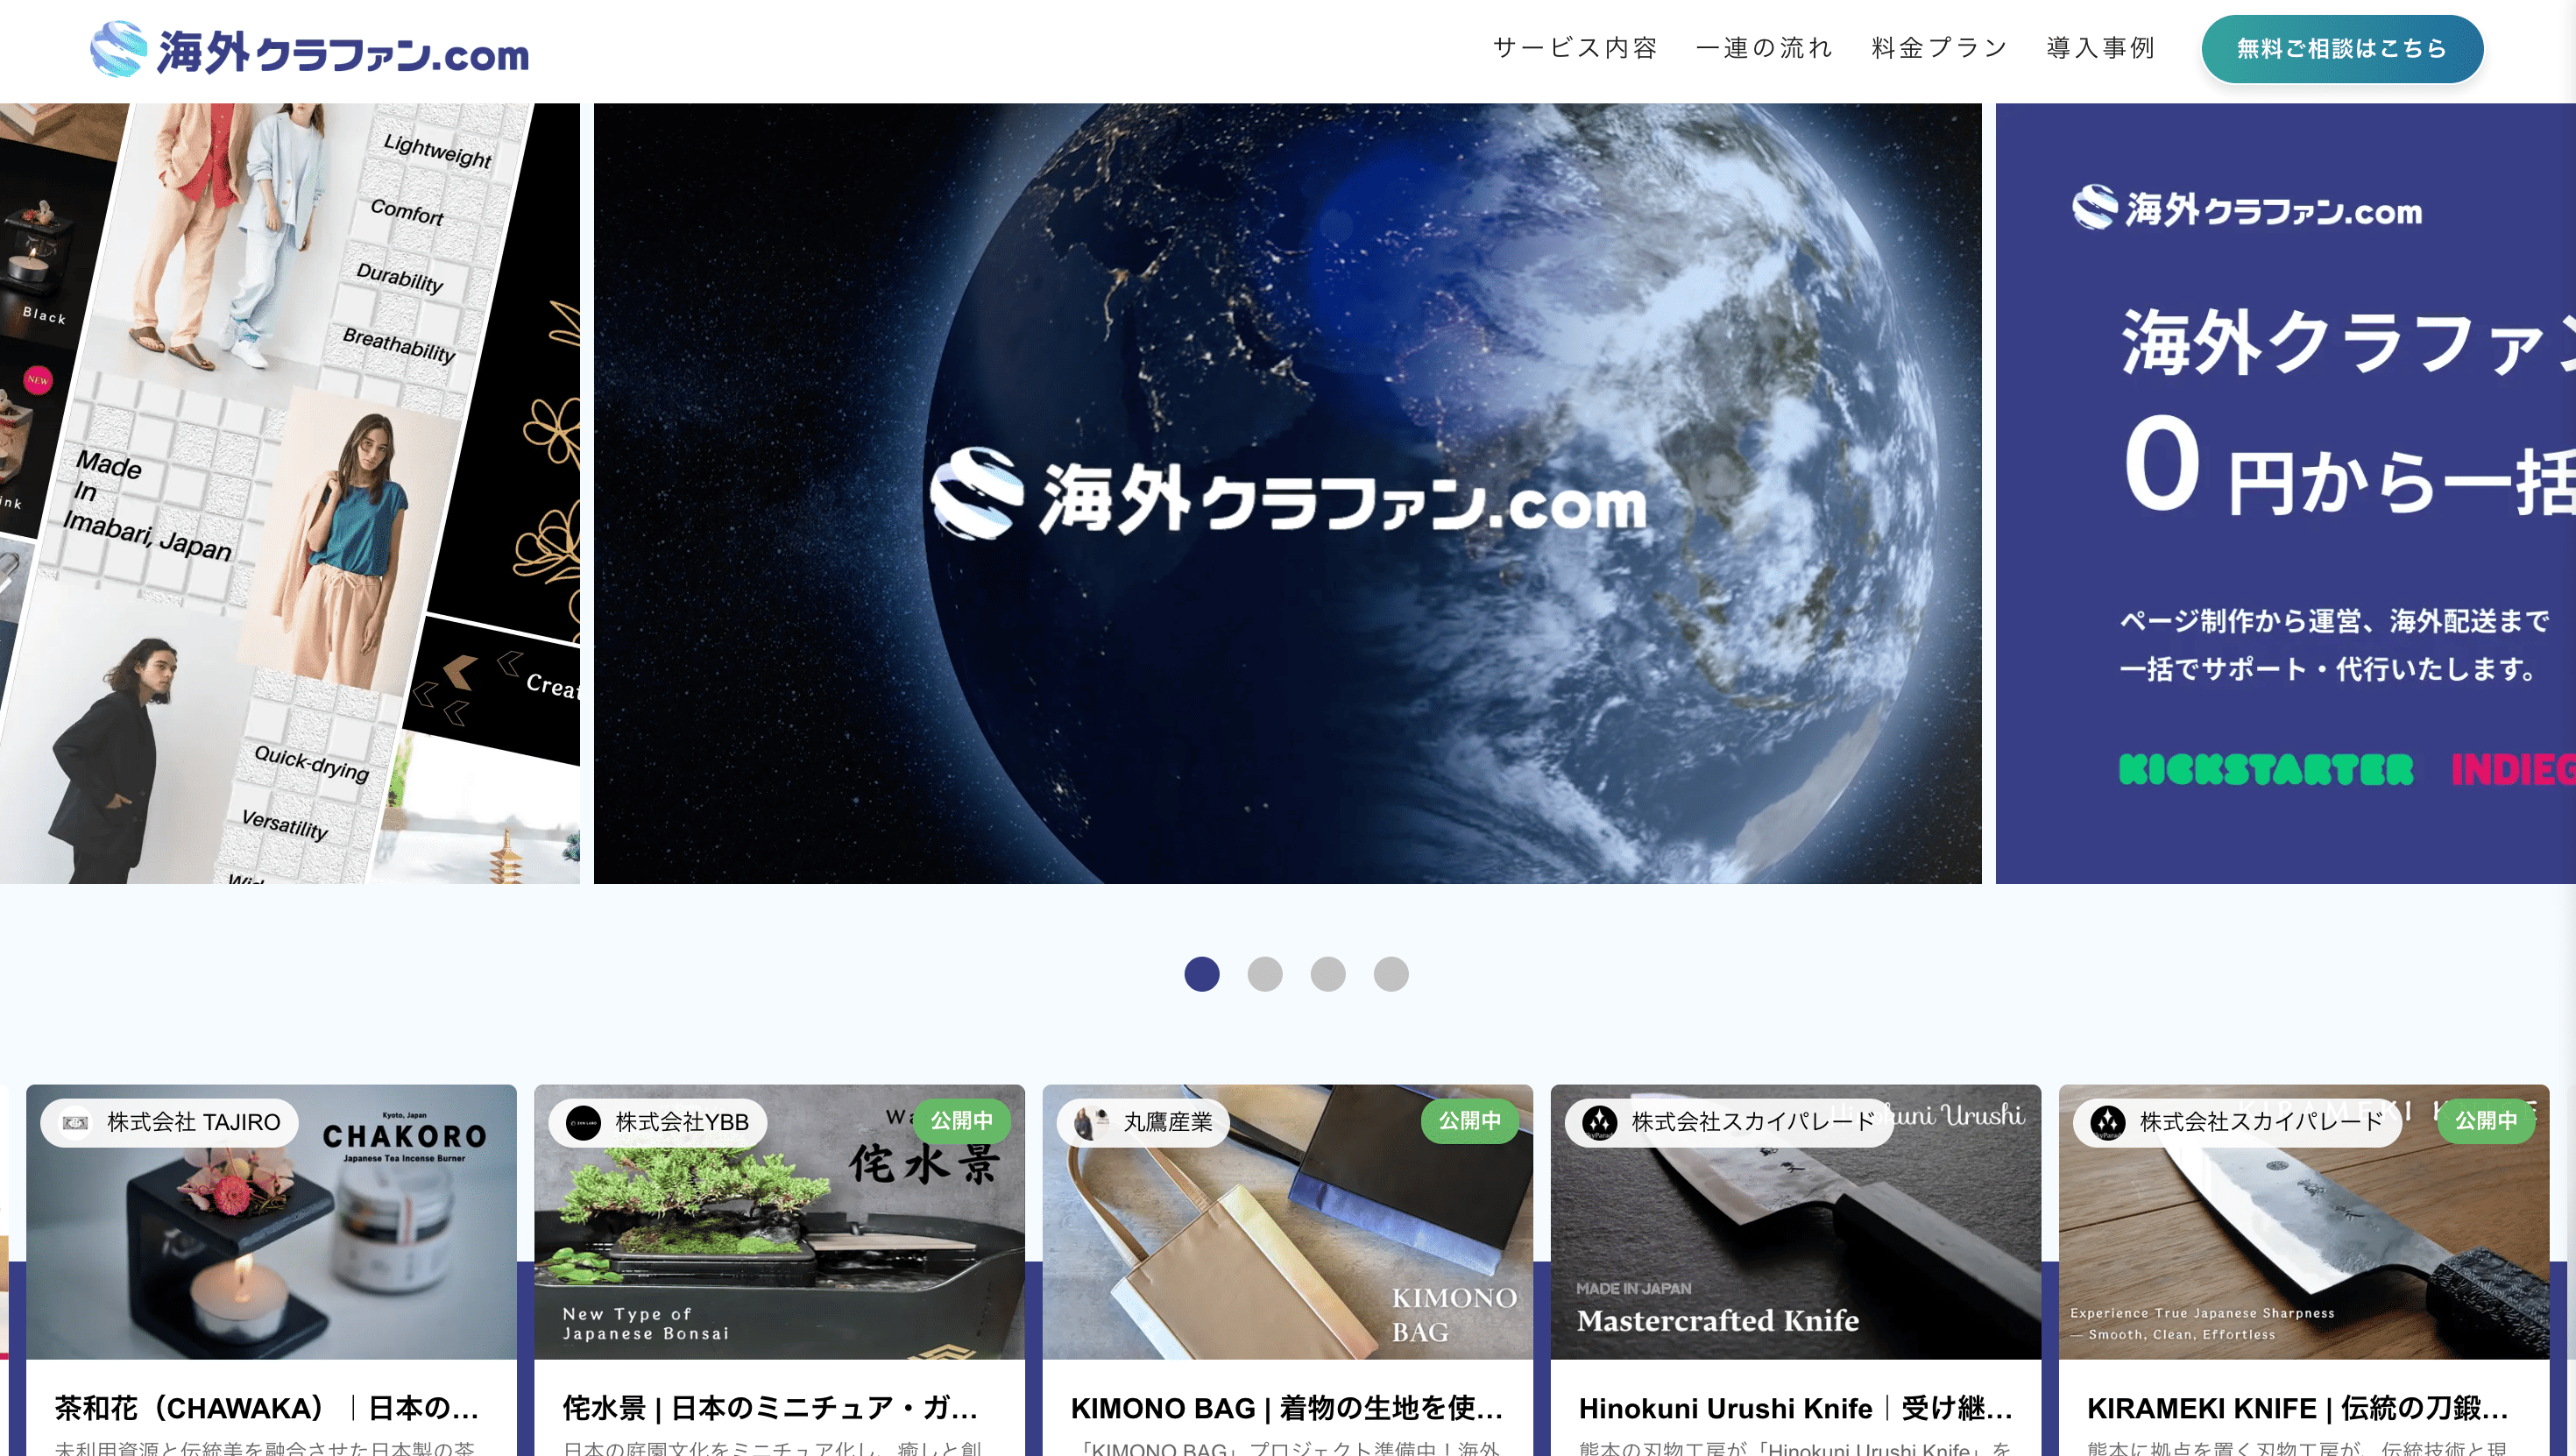 海外クラファン.com
サービス内容
一連の流れ
料金プラン
導入事例
無料ご相談はこちら
Black
NEW
ink
Lightweight
Comfort
Durability
Breathability
Made
In
Imabari, Japan
Quick-drying
Versatility
海外クラファン.com
海外クラファン.com
海外クラファン
0 円から一括
ページ制作から運営、海外配送まで
一括でサポート・代行いたします。
KICKSTARTER
INDIEG
株式会社 TAJIRO
Kyoto, Japan
CHAKORO
Japanese Tea Incense Burner
茶和花（CHAWAKA）｜日本の...
未利用資源と伝統美を融合させた日本製の茶
株式会社YBB
公開中
侘水景
New Type of
Japanese Bonsai
侘水景 | 日本のミニチュア・ガ...
日本の庭園文化をミニチュア化し、癒しと創
丸鷹産業
公開中
KIMONO
BAG
KIMONO BAG | 着物の生地を使...
「KIMONO BAG」プロジェクト準備中！海外
株式会社スカイパレード
Urushi
MADE IN JAPAN
Mastercrafted Knife
Hinokuni Urushi Knife｜受け継...
熊本の刃物工房が「Hinokuni Urushi Knife」を
株式会社スカイパレード
公開中
Experience True Japanese Sharpness
— Smooth, Clean, Effortless
KIRAMEKI KNIFE | 伝統の刀鍛...
熊本に拠点を置く刃物工房が、伝統技術と現